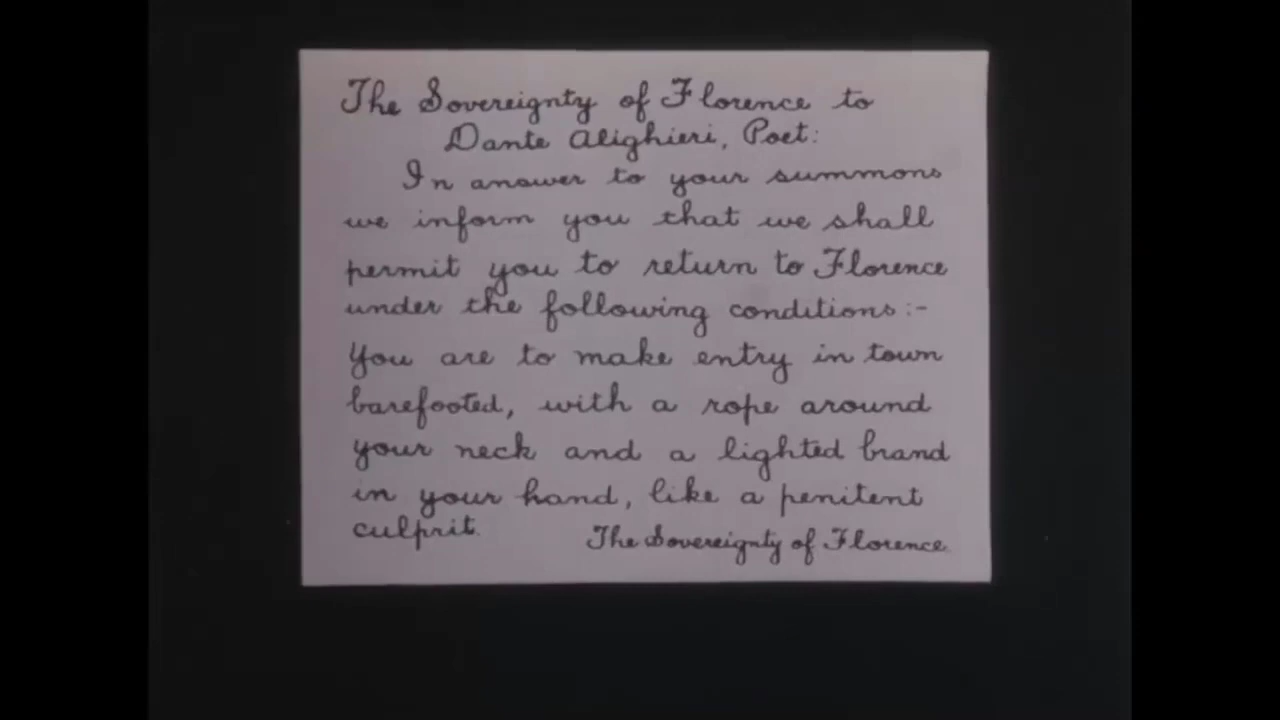 The Sovereignty of Florence to
Dante Alighieri, Poet:
In answer to your summons
we inform you that we shall
permit you to return to Florence
under the following conditions:-
You are to make entry in town
barefooted, with a rope around
your neck and a lighted brand
in your hand, like a penitent
culprit.
The Sovereignty of Florence